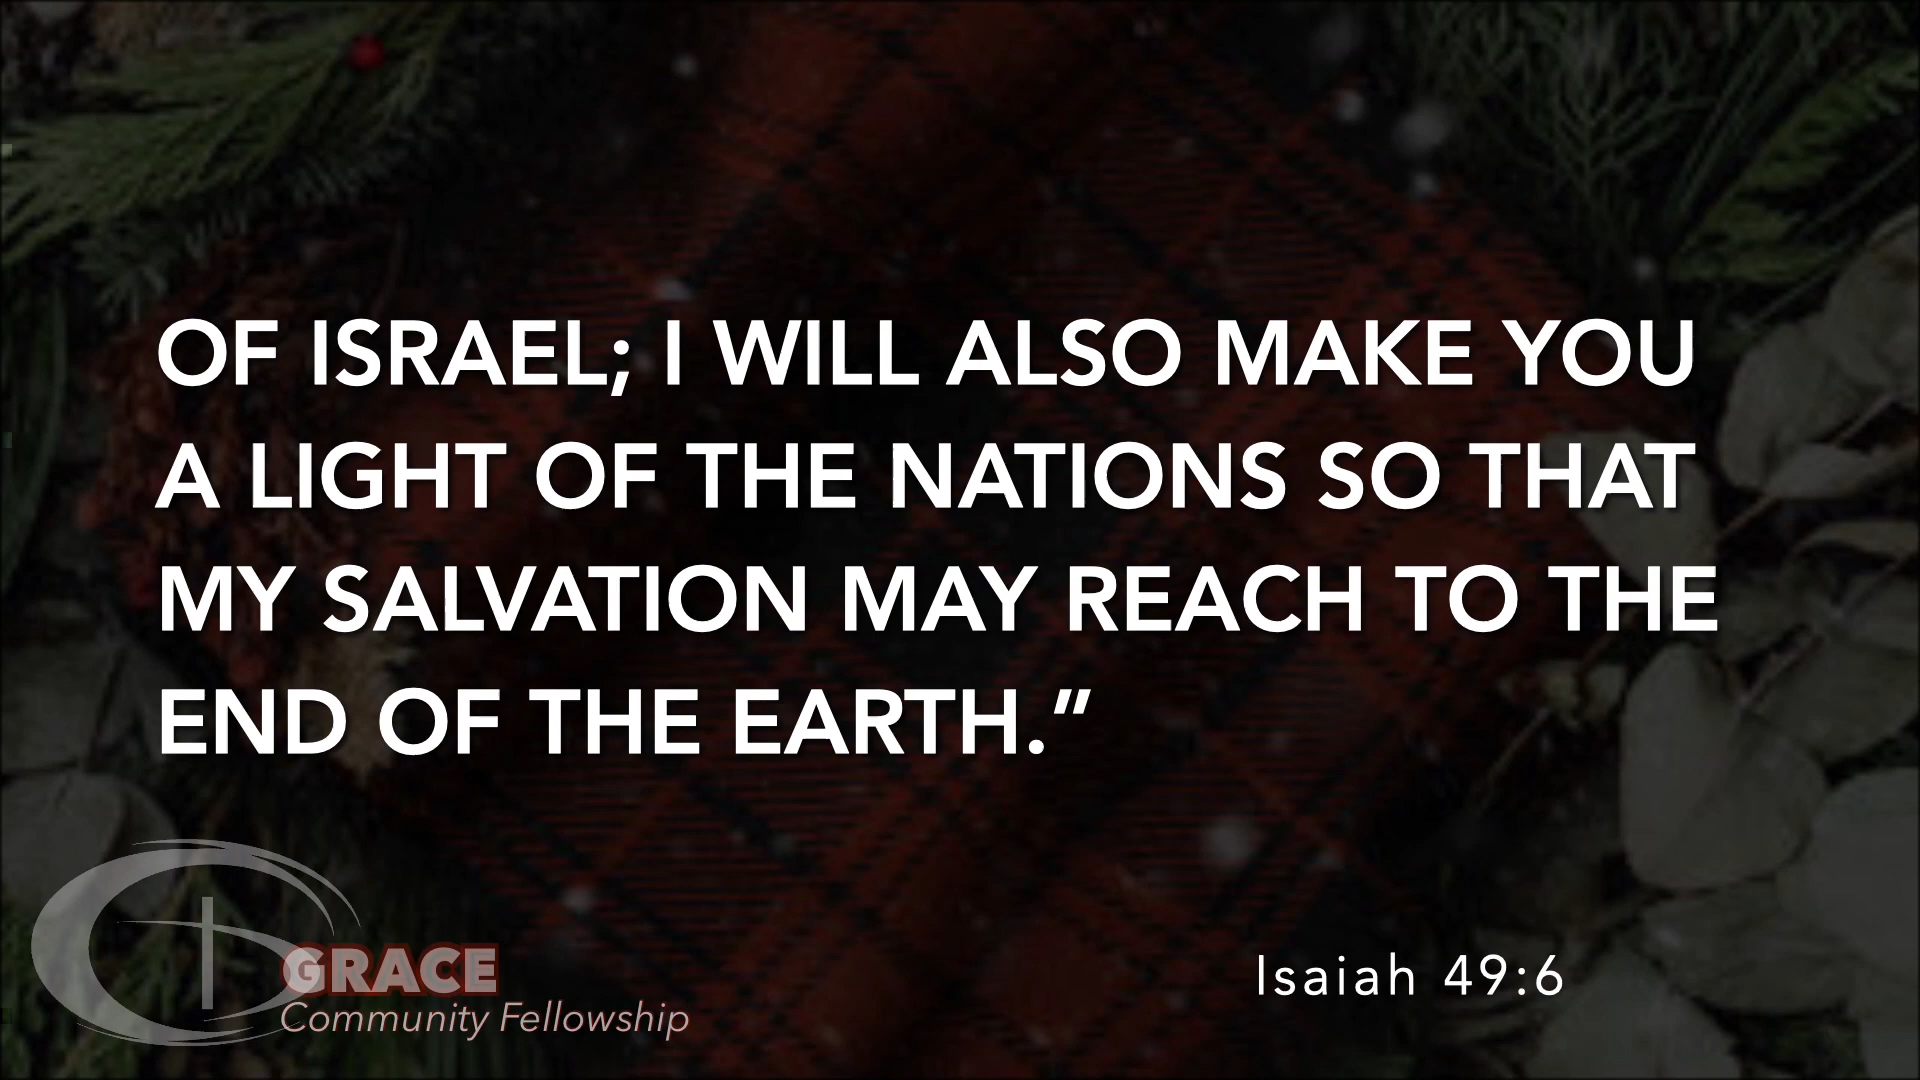 OF ISRAEL; I WILL ALSO MAKE YOU
A LIGHT OF THE NATIONS SO THAT
MY SALVATION MAY REACH TO THE
END OF THE EARTH.”
GRACE
Community Fellowship
Isaiah 49:6